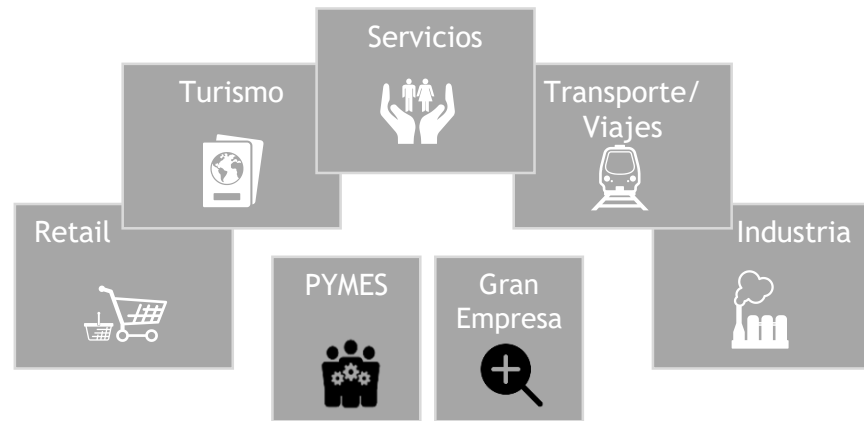 Servicios
Turismo
Transporte/
Viajes
Retail
Industria
PYMES
Gran
Empresa